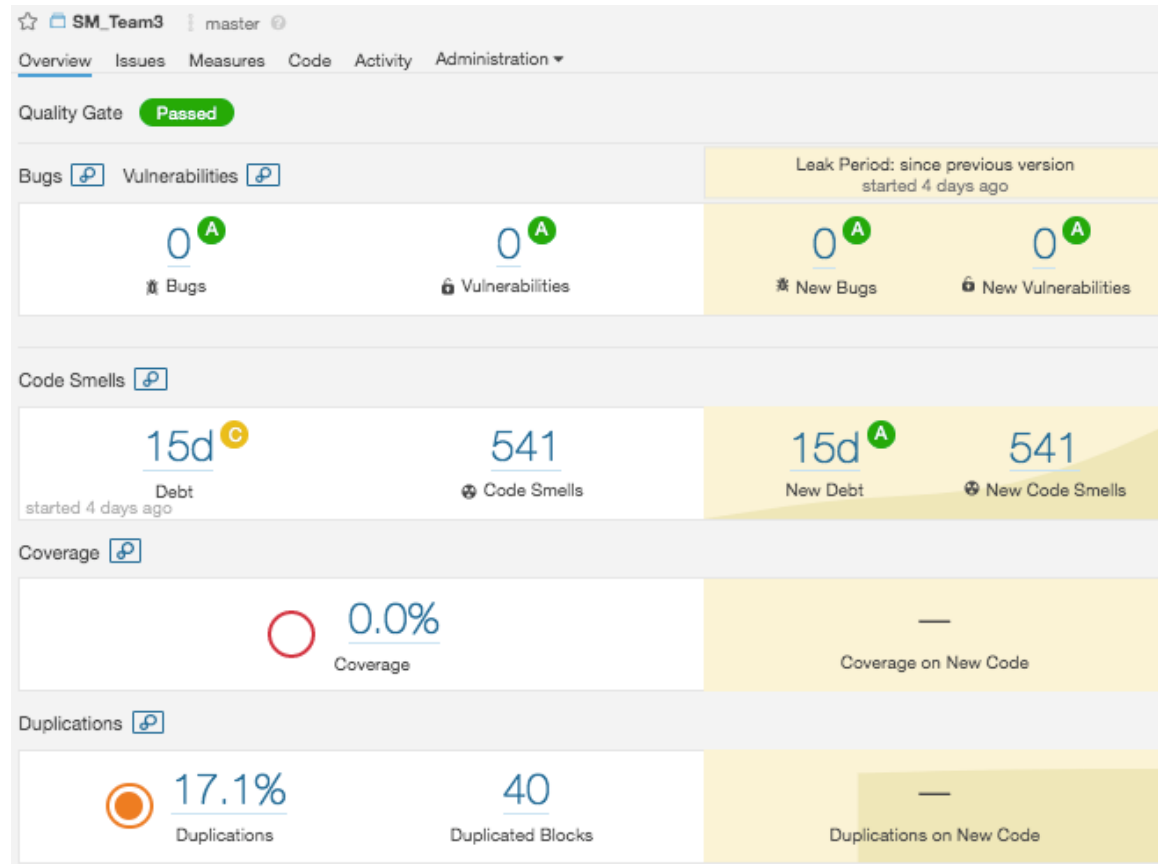 SM_Team3 master
Overview Issues Measures Code Activity Administration
Quality Gate Passed
Bugs Vulnerabilities
Leak Period: since previous version
started 4 days ago
0 A 0 A 0 A 0 A
Bugs Vulnerabilities New Bugs New Vulnerabilities
Code Smells
15d C 541 15d A 541
Debt Code Smells New Debt New Code Smells
started 4 days ago
Coverage
0.0% —
Coverage Coverage on New Code
Duplications
17.1% 40 —
Duplications Duplicated Blocks Duplications on New Code